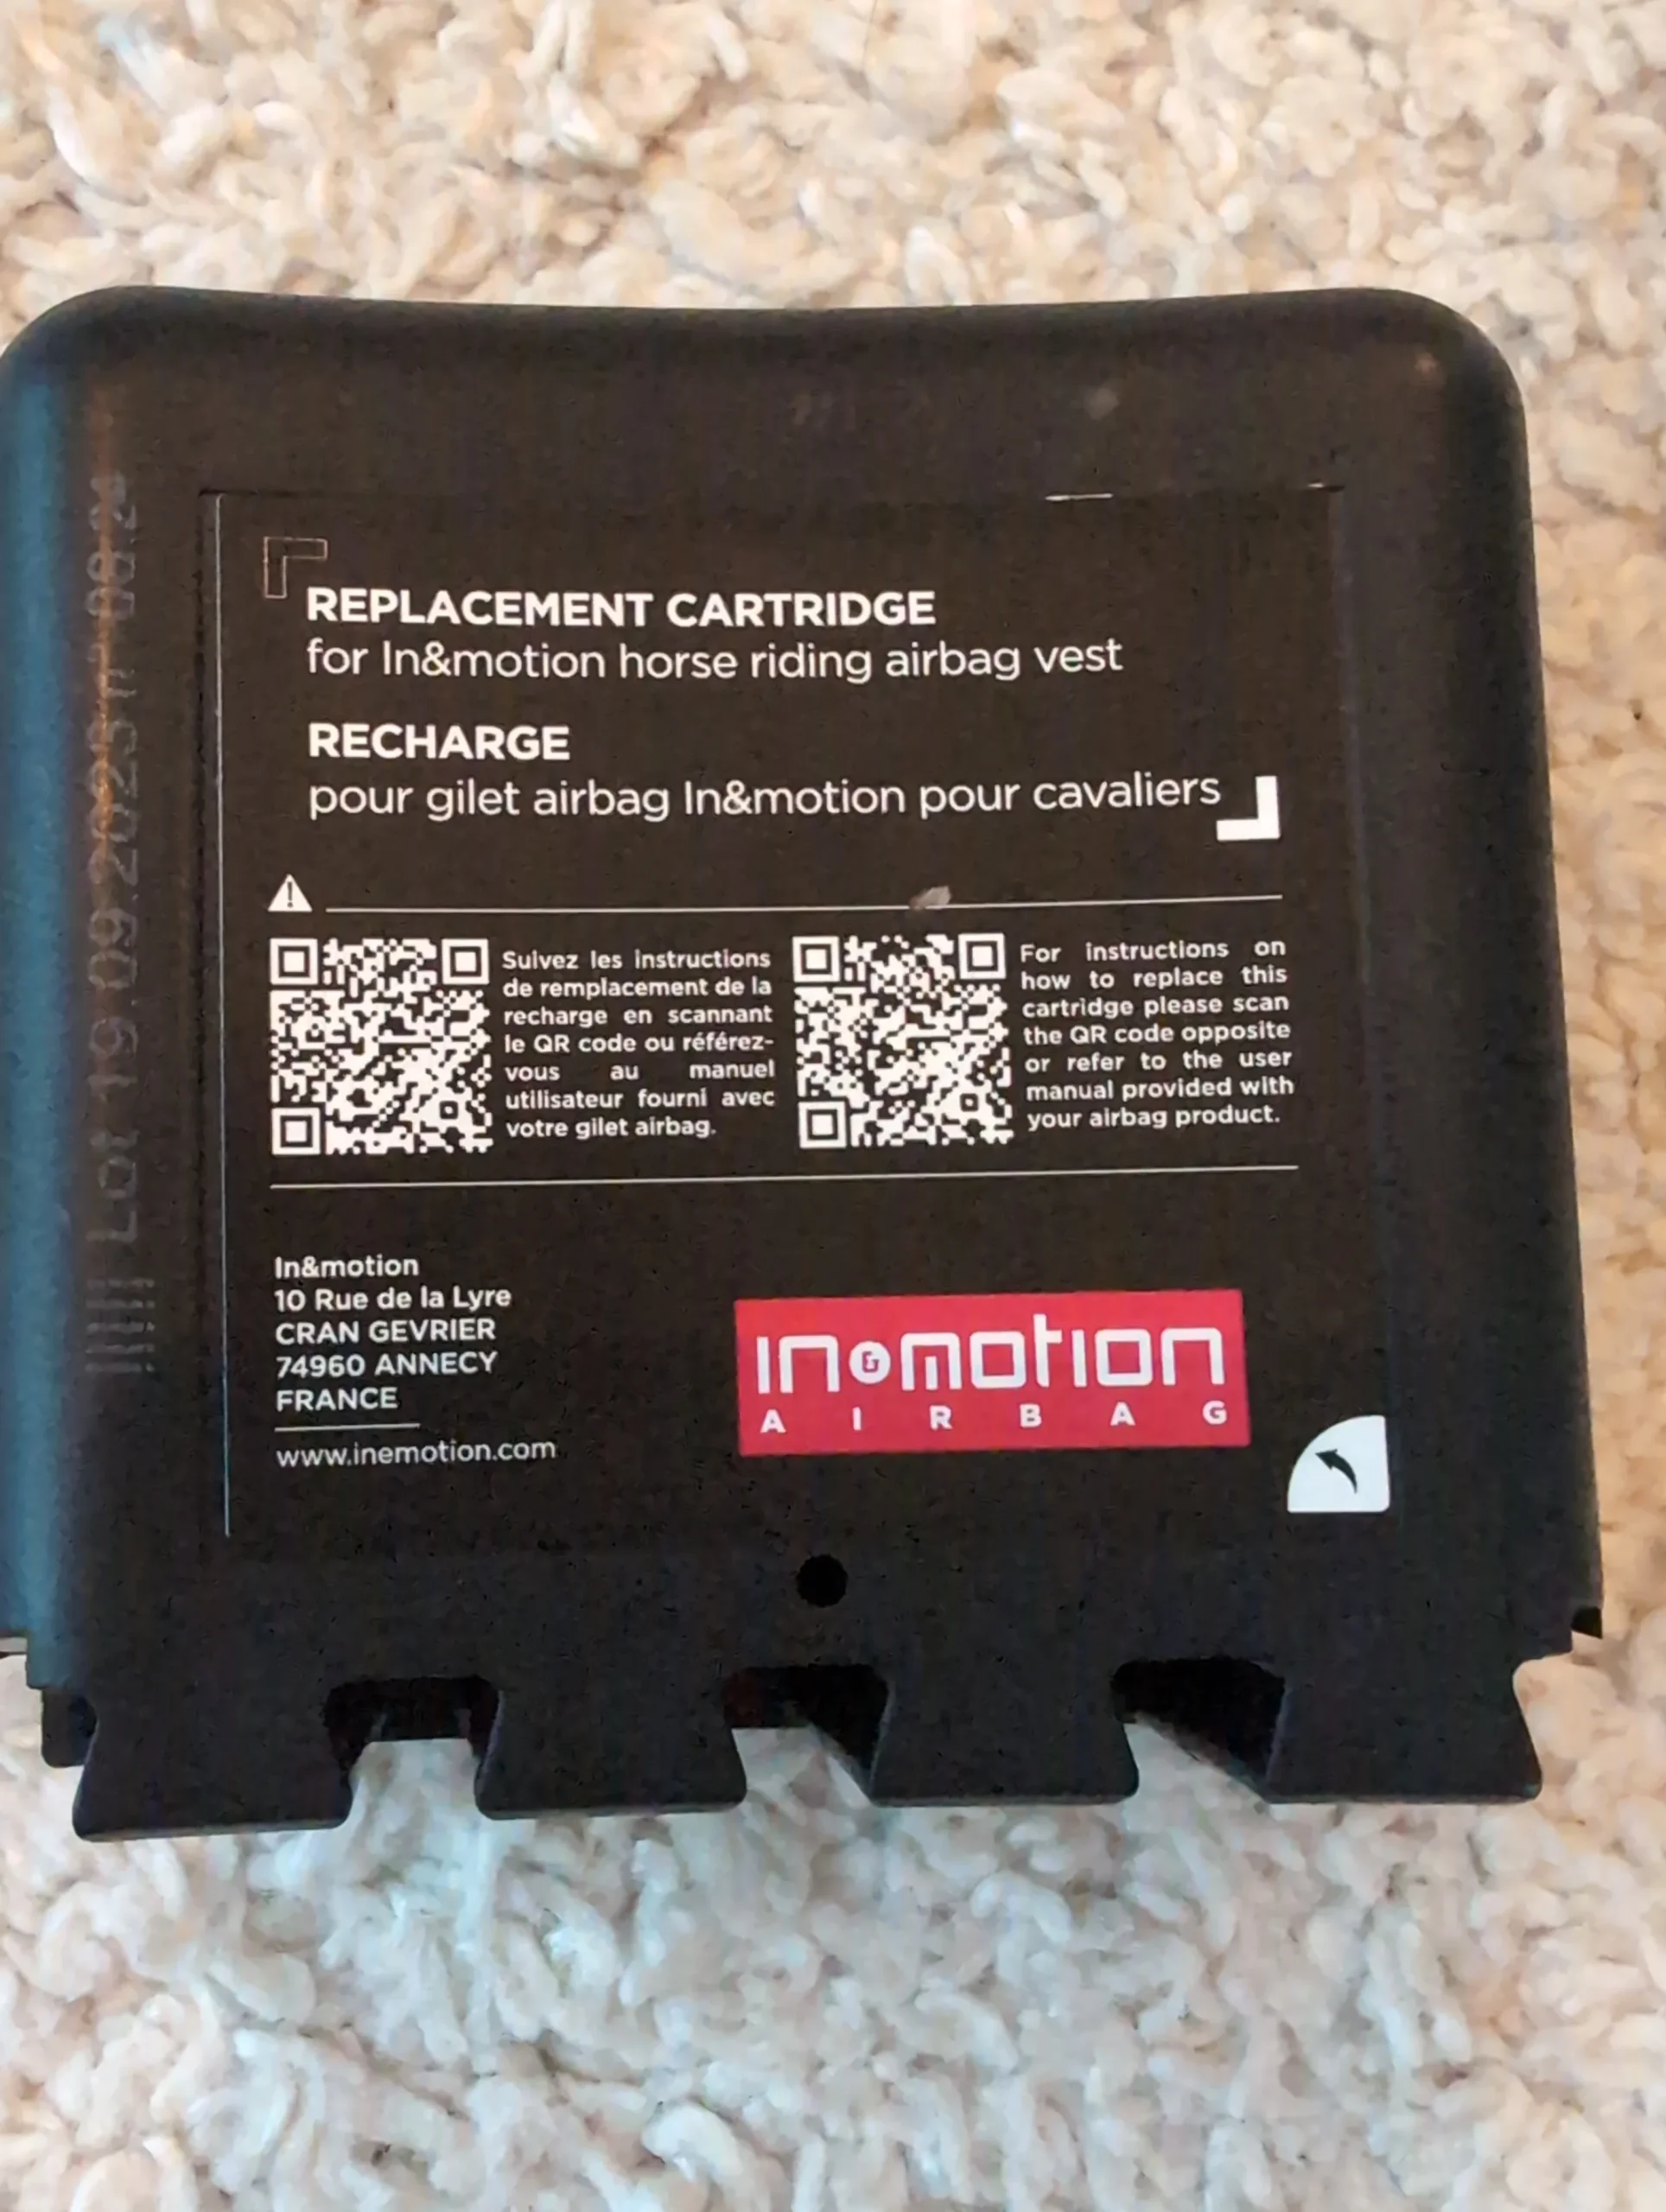 REPLACEMENT CARTRIDGE
for In&motion horse riding airbag vest
RECHARGE
pour gilet airbag In&motion pour cavaliers
Suivez les instructions
de remplacement de la
recharge en scannant
le QR code ou référez-
vous au manuel
utilisateur fourni avec
votre gilet airbag.
For instructions on
how to replace this
cartridge please scan
the QR code opposite
or refer to the user
manual provided with
your airbag product.
In&motion
10 Rue de la Lyre
CRAN GEVRIER
74960 ANNECY
FRANCE
www.inemotion.com
in&motion
AIRBAG
Lot 19.09.2023